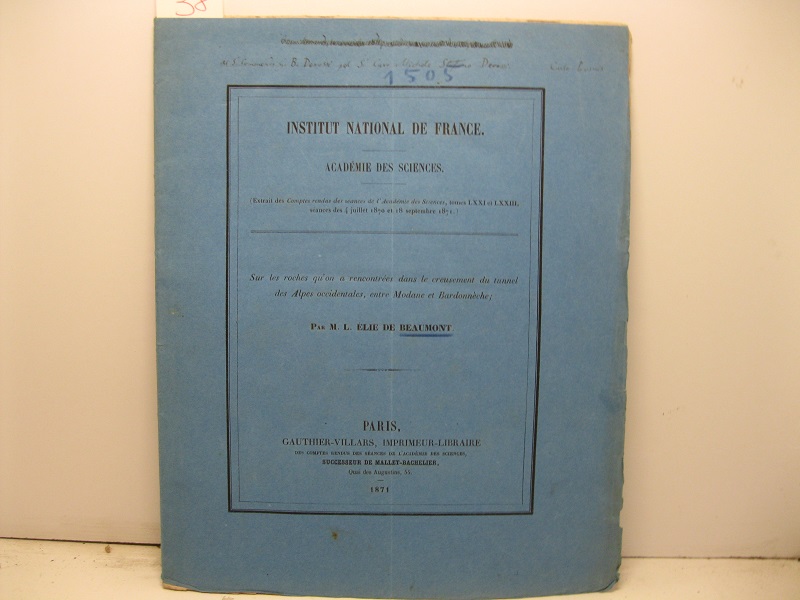 38
1505
INSTITUT NATIONAL DE FRANCE.
ACADÉMIE DES SCIENCES.
(Extrait des Comptes rendus des séances de l'Académie des Sciences, tomes LXXI et LXXIII,
séances des 4 juillet 1870 et 18 septembre 1871.)
Sur les roches qu'on a rencontrées dans le creusement du tunnel
des Alpes occidentales, entre Modane et Bardonnèche;
PAR M. L. ELIE DE BEAUMONT.
PARIS,
GAUTHIER-VILLARS, IMPRIMEUR-LIBRAIRE
DES COMPTES RENDUS DES SÉANCES DE L'ACADÉMIE DES SCIENCES,
SUCCESSEUR DE MALLET-BACHELIER,
Quai des Augustins, 55.
1871